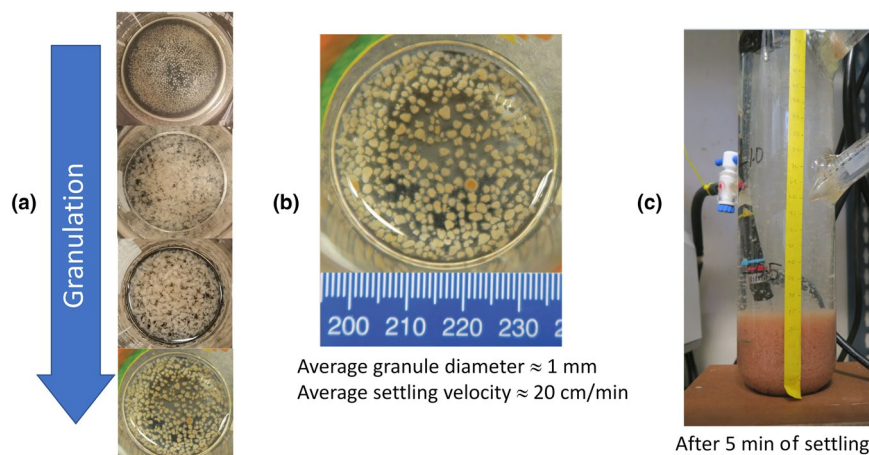 (a)
Granulation
(b)
200 210 220 230
Average granule diameter ≈ 1 mm
Average settling velocity ≈ 20 cm/min
(c)
After 5 min of settling